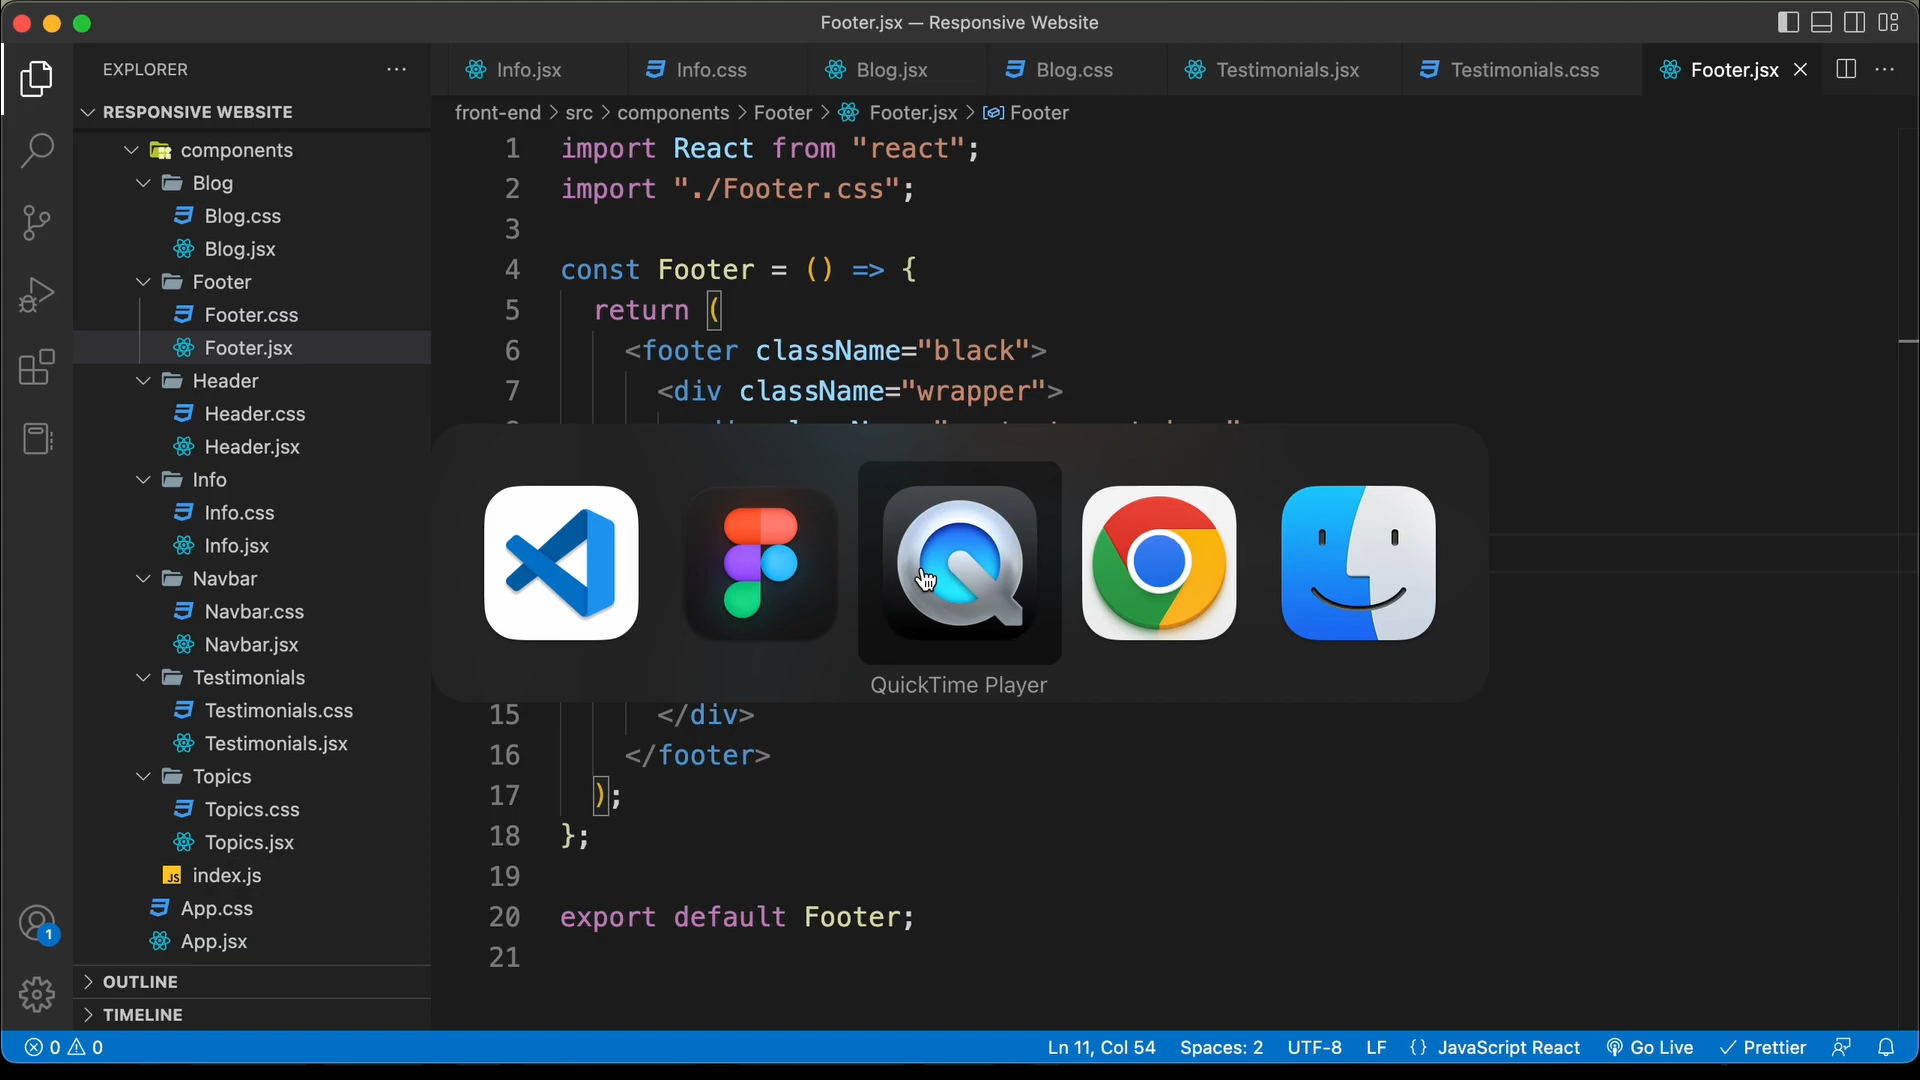 Footer.jsx — Responsive Website
EXPLORER
Info.jsx
Info.css
Blog.jsx
Blog.css
Testimonials.jsx
Testimonials.css
Footer.jsx
RESPONSIVE WEBSITE
front-end > src > components > Footer > Footer.jsx > Footer
components
Blog
Blog.css
Blog.jsx
Footer
Footer.css
Footer.jsx
Header
Header.css
Header.jsx
Info
Info.css
Info.jsx
Navbar
Navbar.css
Navbar.jsx
Testimonials
Testimonials.css
Testimonials.jsx
Topics
Topics.css
Topics.jsx
JS index.js
App.css
App.jsx
OUTLINE
TIMELINE
1 import React from "react";
2 import "./Footer.css";
3
4 const Footer = () => {
5 return (
6 <footer className="black">
7 <div className="wrapper">
QuickTime Player
15 </div>
16 </footer>
17 );
18 };
19
20 export default Footer;
21
1
0 0
Ln 11, Col 54
Spaces: 2
UTF-8
LF
{} JavaScript React
Go Live
Prettier